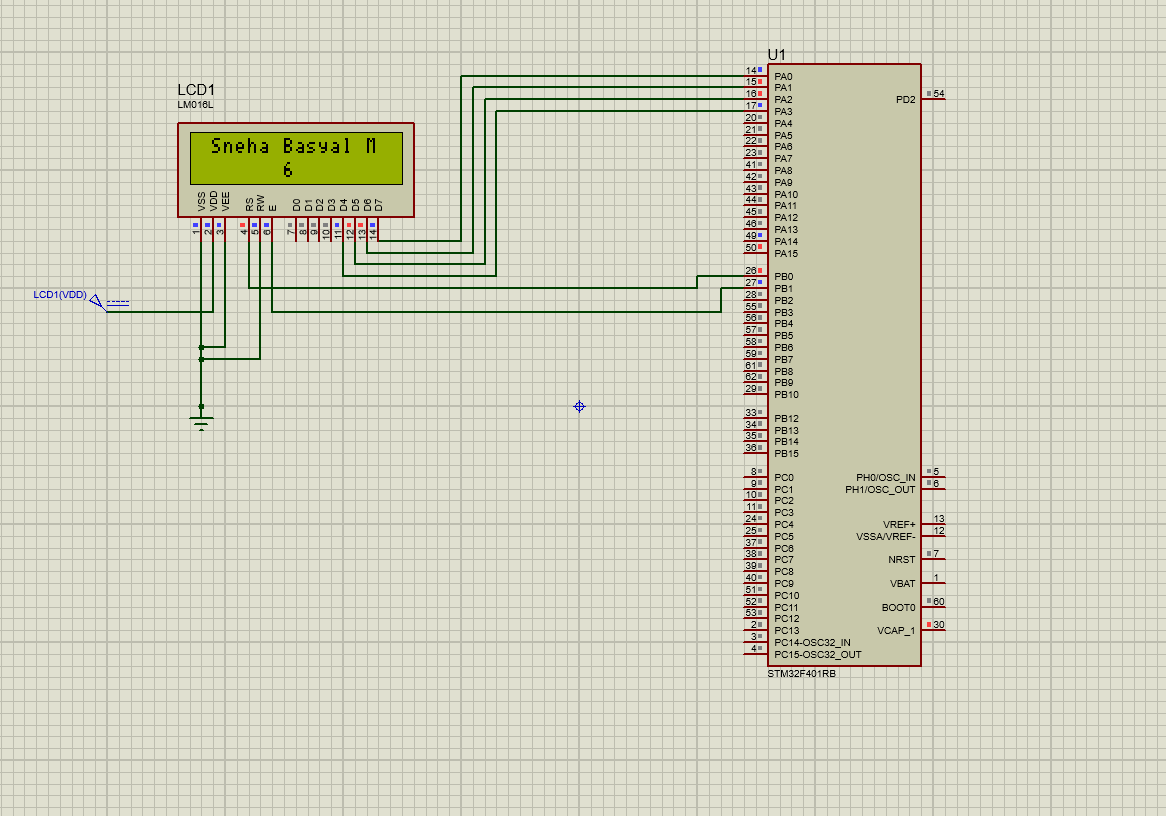 LCD1
LM016L
Sneha Basyal M
6
VSS VDD VEE RS RW E D0 D1 D2 D3 D4 D5 D6 D7
1 2 3 4 5 6 7 8 9 10 11 12 13 14
LCD1(VDD)
U1
14 PA0
15 PA1
16 PA2
17 PA3
20 PA4
21 PA5
22 PA6
23 PA7
41 PA8
42 PA9
43 PA10
44 PA11
45 PA12
46 PA13
49 PA14
50 PA15
26 PB0
27 PB1
28 PB2
55 PB3
56 PB4
57 PB5
58 PB6
59 PB7
61 PB8
62 PB9
29 PB10
33 PB12
34 PB13
35 PB14
36 PB15
8 PC0
9 PC1
10 PC2
11 PC3
24 PC4
25 PC5
37 PC6
38 PC7
39 PC8
40 PC9
51 PC10
52 PC11
53 PC12
2 PC13
3 PC14-OSC32_IN
4 PC15-OSC32_OUT
PD2 54
PH0/OSC_IN 5
PH1/OSC_OUT 6
VREF+ 13
VSSA/VREF- 12
NRST 7
VBAT 1
BOOT0 60
VCAP_1 30
STM32F401RB